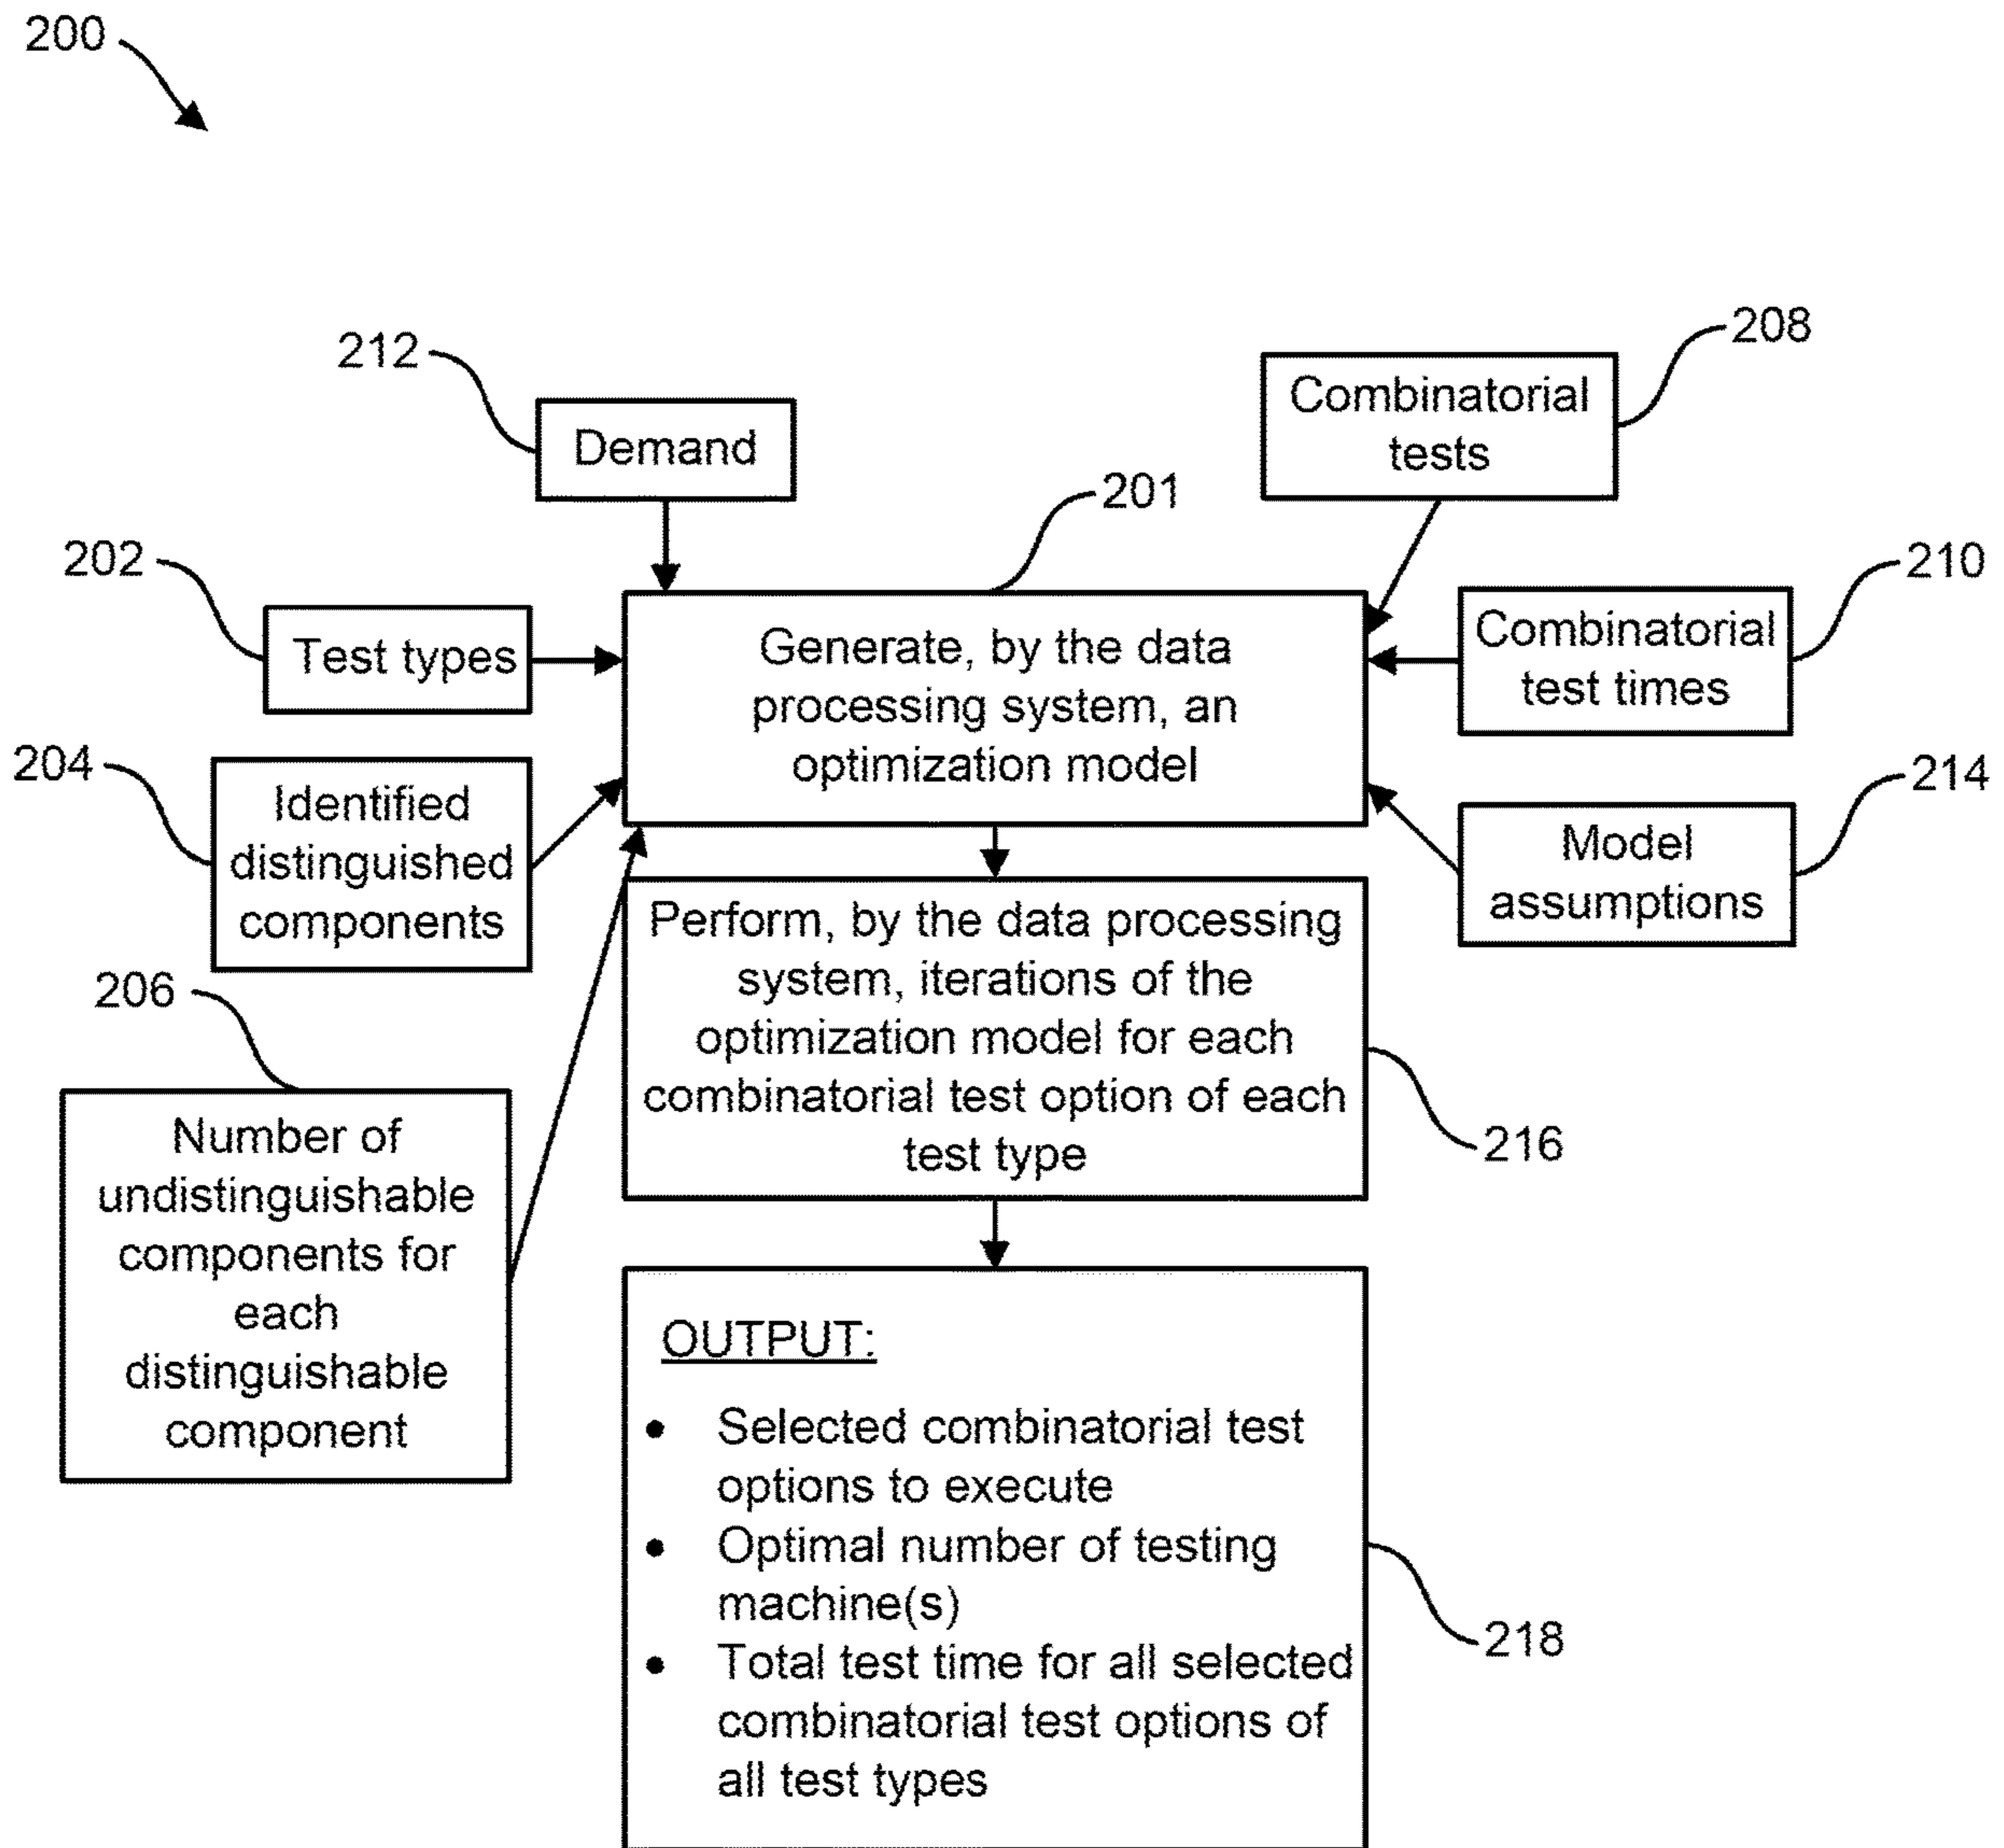 200
212
Demand
Combinatorial
tests
208
201
202
Test types
Generate, by the data
processing system, an
optimization model
Combinatorial
test times
210
204
Identified
distinguished
components
Model
assumptions
214
206
Number of
undistinguishable
components for
each
distinguishable
component
Perform, by the data processing
system, iterations of the
optimization model for each
combinatorial test option of each
test type
216
OUTPUT:
• Selected combinatorial test
options to execute
• Optimal number of testing
machine(s)
• Total test time for all selected
combinatorial test options of
all test types
218